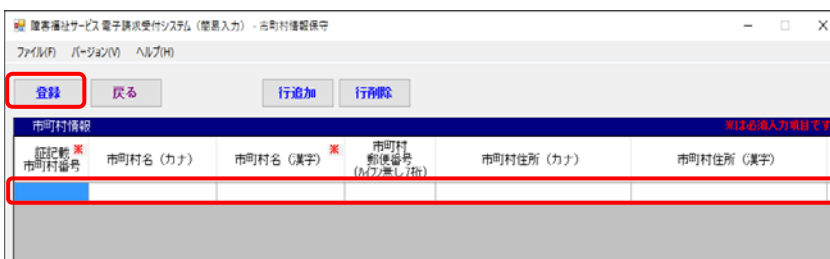 障害福祉サービス 電子請求受付システム (簡易入力) - 市町村情報保守
ファイル(F) バージョン(V) ヘルプ(H)
登録 戻る 行追加 行削除
市町村情報 ※は必須入力項目です
証記載 ※
市町村番号
市町村名 (カナ)
市町村名 (漢字) ※
市町村
郵便番号
(ハイフン無し7桁)
市町村住所 (カナ)
市町村住所 (漢字)